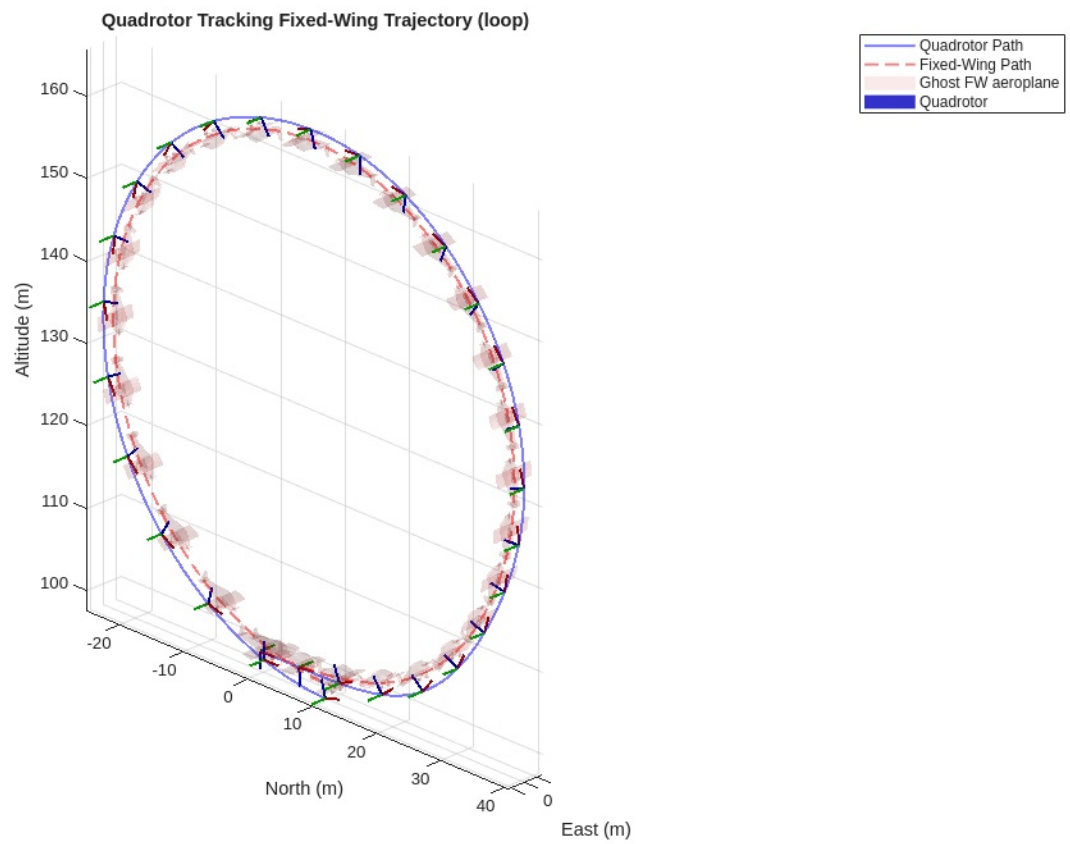 Quadrotor Tracking Fixed-Wing Trajectory (loop)
Quadrotor Path
Fixed-Wing Path
Ghost FW aeroplane
Quadrotor
160
150
140
130
120
110
100
Altitude (m)
-20
-10
0
10
20
30
40
North (m)
0
East (m)